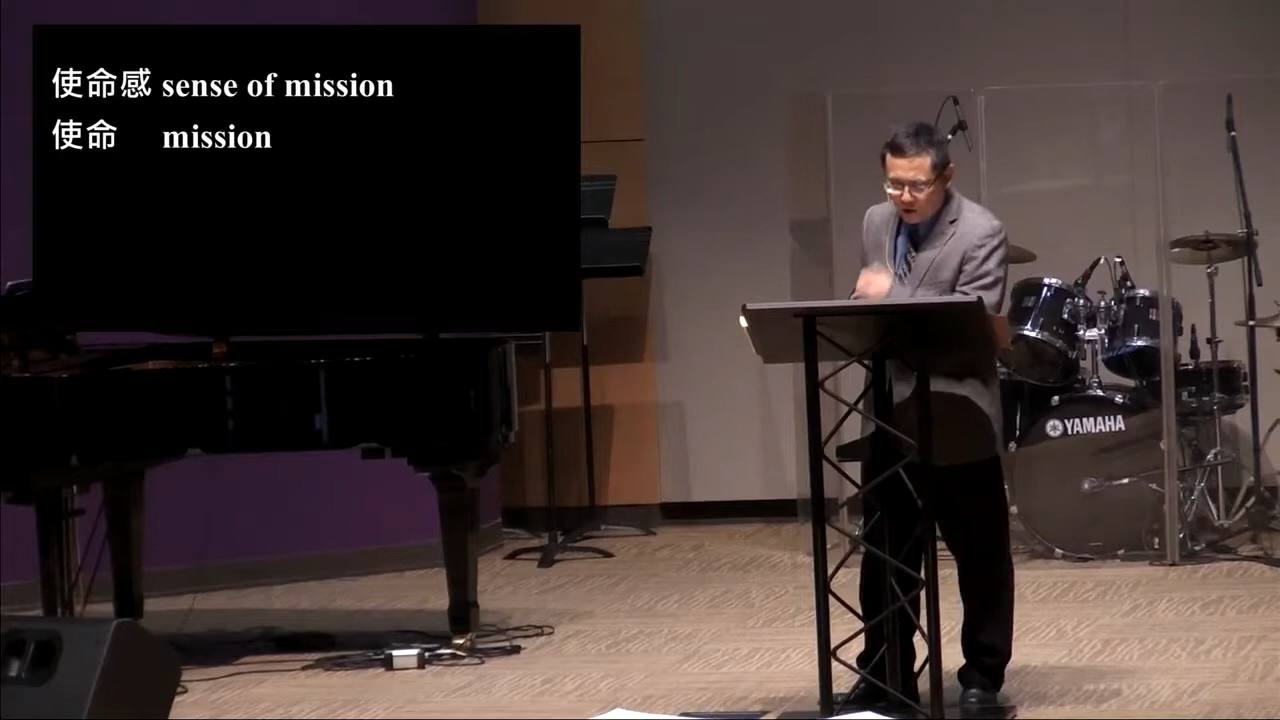 使命感 sense of mission
使命 mission
YAMAHA